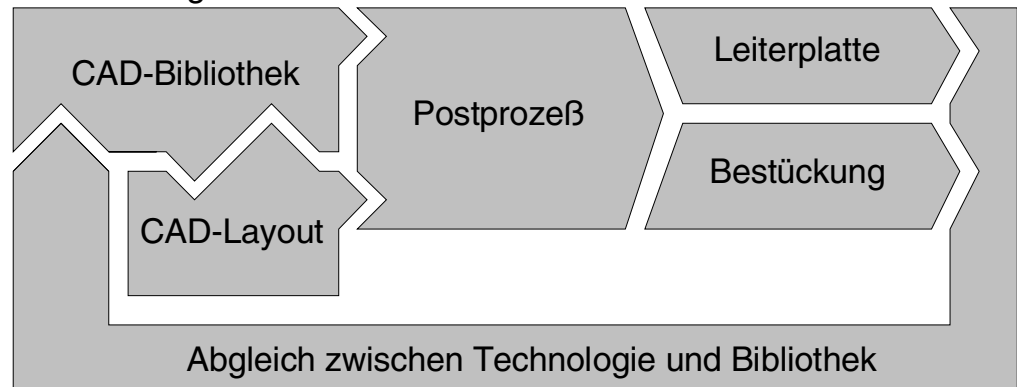 CAD-Bibliothek
Postprozeß
Leiterplatte
Bestückung
CAD-Layout
Abgleich zwischen Technologie und Bibliothek